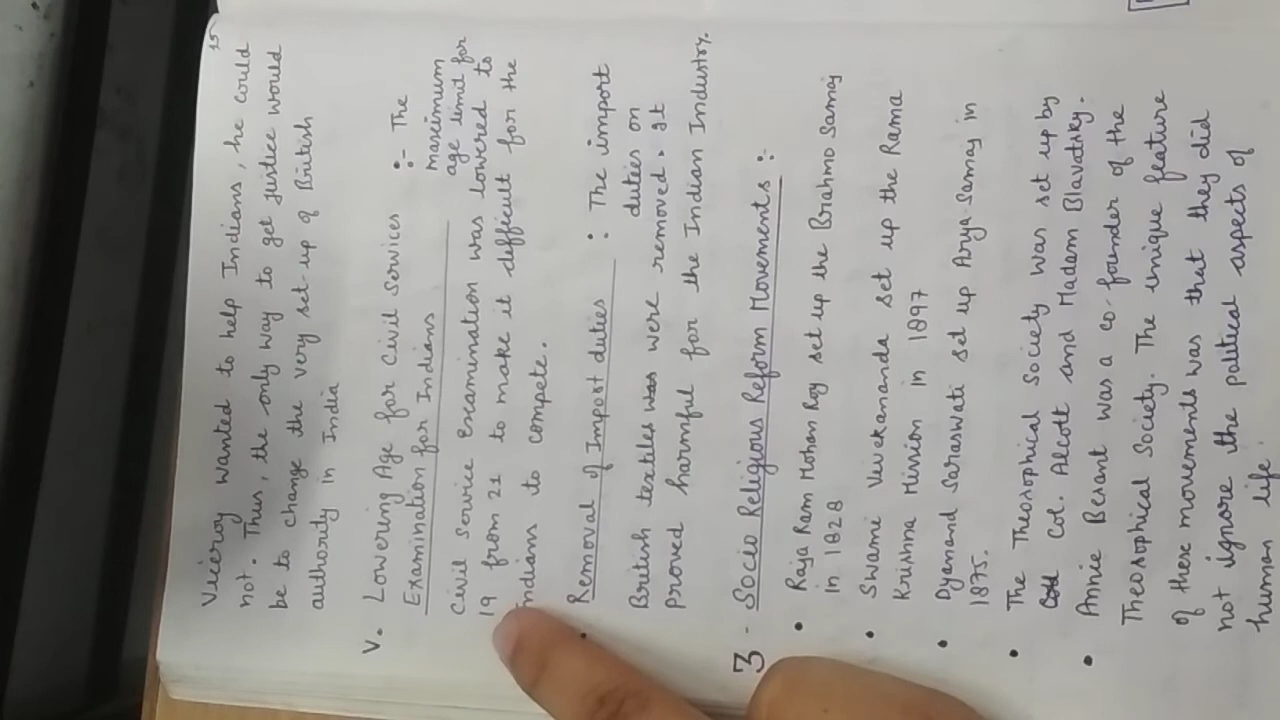 15
Viceroy wanted to help Indians, he could
not. Thus, the only way to get justice would
be to change the very set-up of British
authority in India
V. Lowering Age for Civil Services :- The
Examination for Indians maximum
age limit for
Civil Service Examination was lowered to
19 from 21 to make it difficult for the
Indians to compete.
• Removal of Impot duties : The import
duties on
British textiles were removed. It
proved harmful for the Indian Industry.
3 - Socio Religious Reform Movements :-
• Raja Ram Mohan Roy set up the Brahmo Samaj
in 1828
• Swami Vivekananda set up the Rama
Krishna Mission in 1897
• Dyanand Saraswati set up Arya-Samaj in
1875.
• The Theosophical Society was set up by
Col. Alcott and Madam Blavatsky.
• Annie Besant was a co-founder of the
Theosophical Society. The unique feature
of these movements was that they did
not ignore the political aspects of
human life.